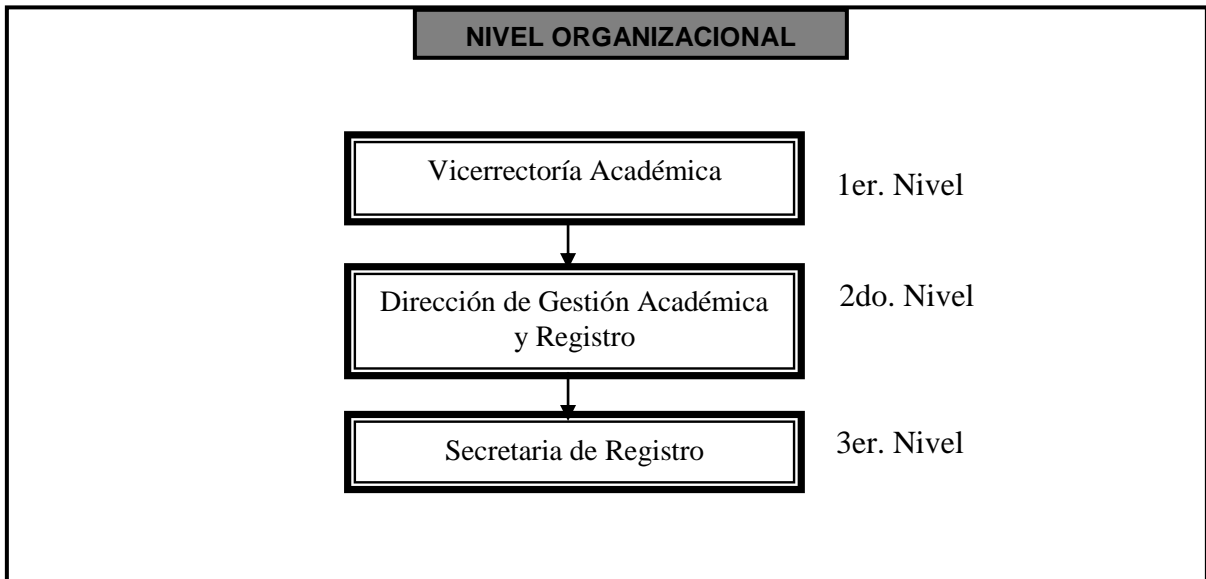 NIVEL ORGANIZACIONAL
Vicerrectoría Académica
1er. Nivel
Dirección de Gestión Académica
y Registro
2do. Nivel
Secretaria de Registro
3er. Nivel